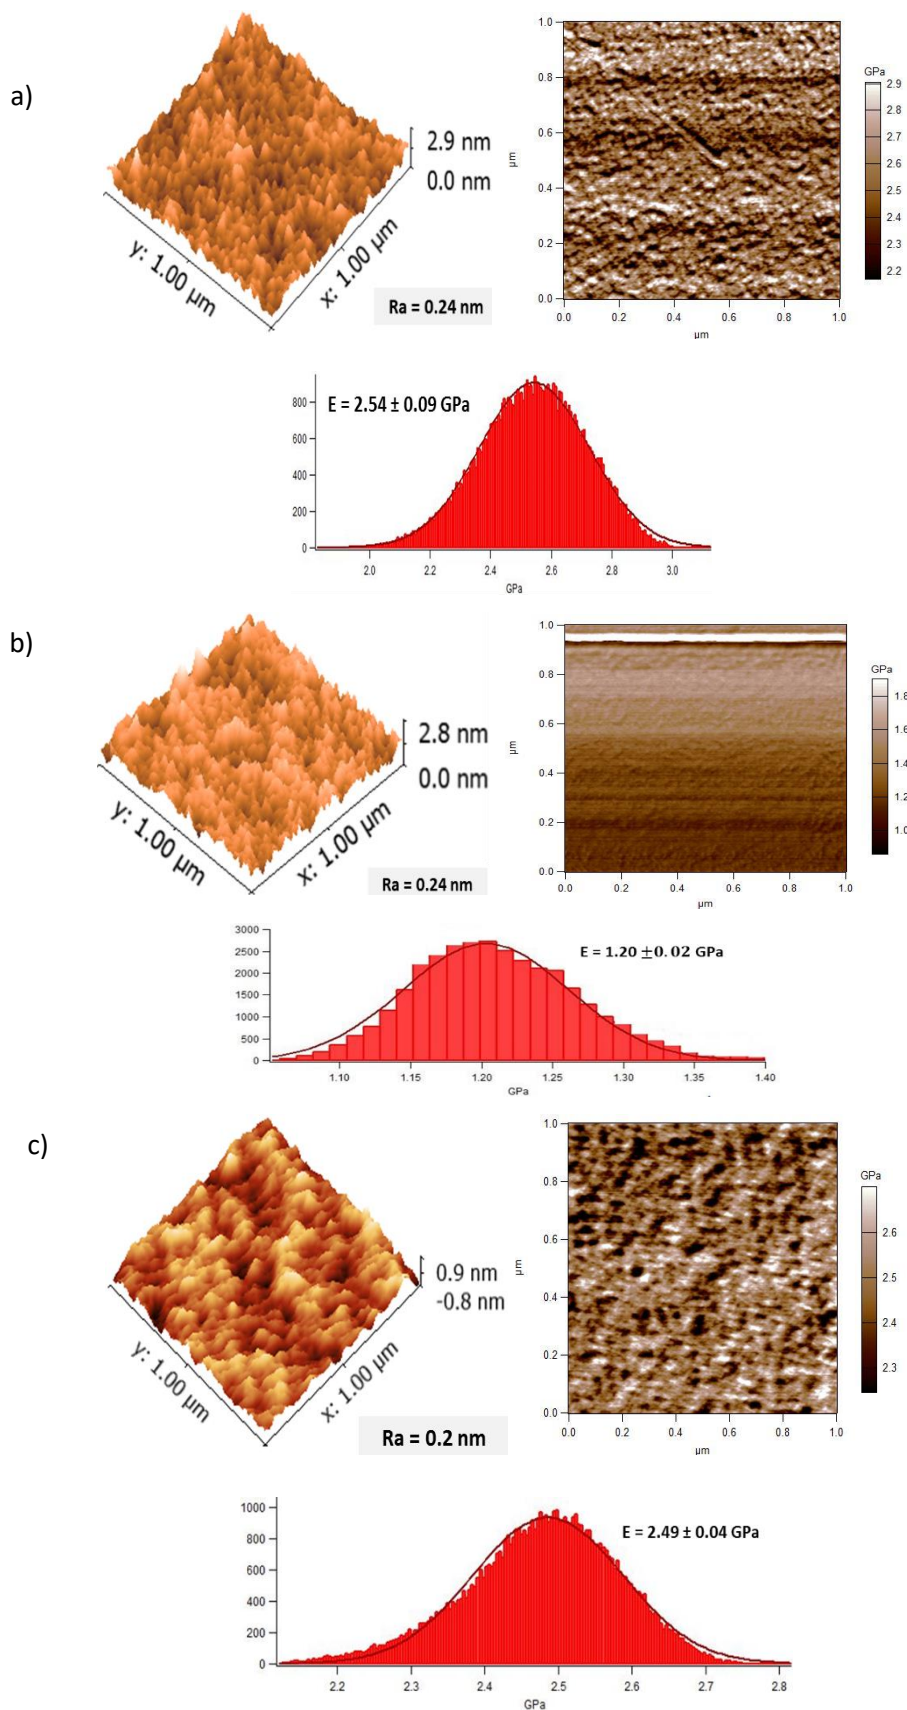 a)
2.9 nm
0.0 nm
y: 1.00 µm
x: 1.00 µm
Ra = 0.24 nm
1.0
0.8
0.6
0.4
0.2
0.0
µm
0.0 0.2 0.4 0.6 0.8 1.0
µm
GPa
2.9
2.8
2.7
2.6
2.5
2.4
2.3
2.2
E = 2.54 ± 0.09 GPa
800
600
400
200
0
2.0 2.2 2.4 2.6 2.8 3.0
GPa
b)
2.8 nm
0.0 nm
y: 1.00 µm
x: 1.00 µm
Ra = 0.24 nm
1.0
0.8
0.6
0.4
0.2
0.0
µm
0.0 0.2 0.4 0.6 0.8 1.0
µm
GPa
1.8
1.6
1.4
1.2
1.0
E = 1.20 ±0.02 GPa
3000
2500
2000
1500
1000
500
0
1.10 1.15 1.20 1.25 1.30 1.35 1.40
GPa
c)
0.9 nm
-0.8 nm
y: 1.00 µm
x: 1.00 µm
Ra = 0.2 nm
1.0
0.8
0.6
0.4
0.2
0.0
µm
0.0 0.2 0.4 0.6 0.8 1.0
µm
GPa
2.6
2.5
2.4
2.3
E = 2.49 ± 0.04 GPa
1000
800
600
400
200
0
2.2 2.3 2.4 2.5 2.6 2.7 2.8
GPa